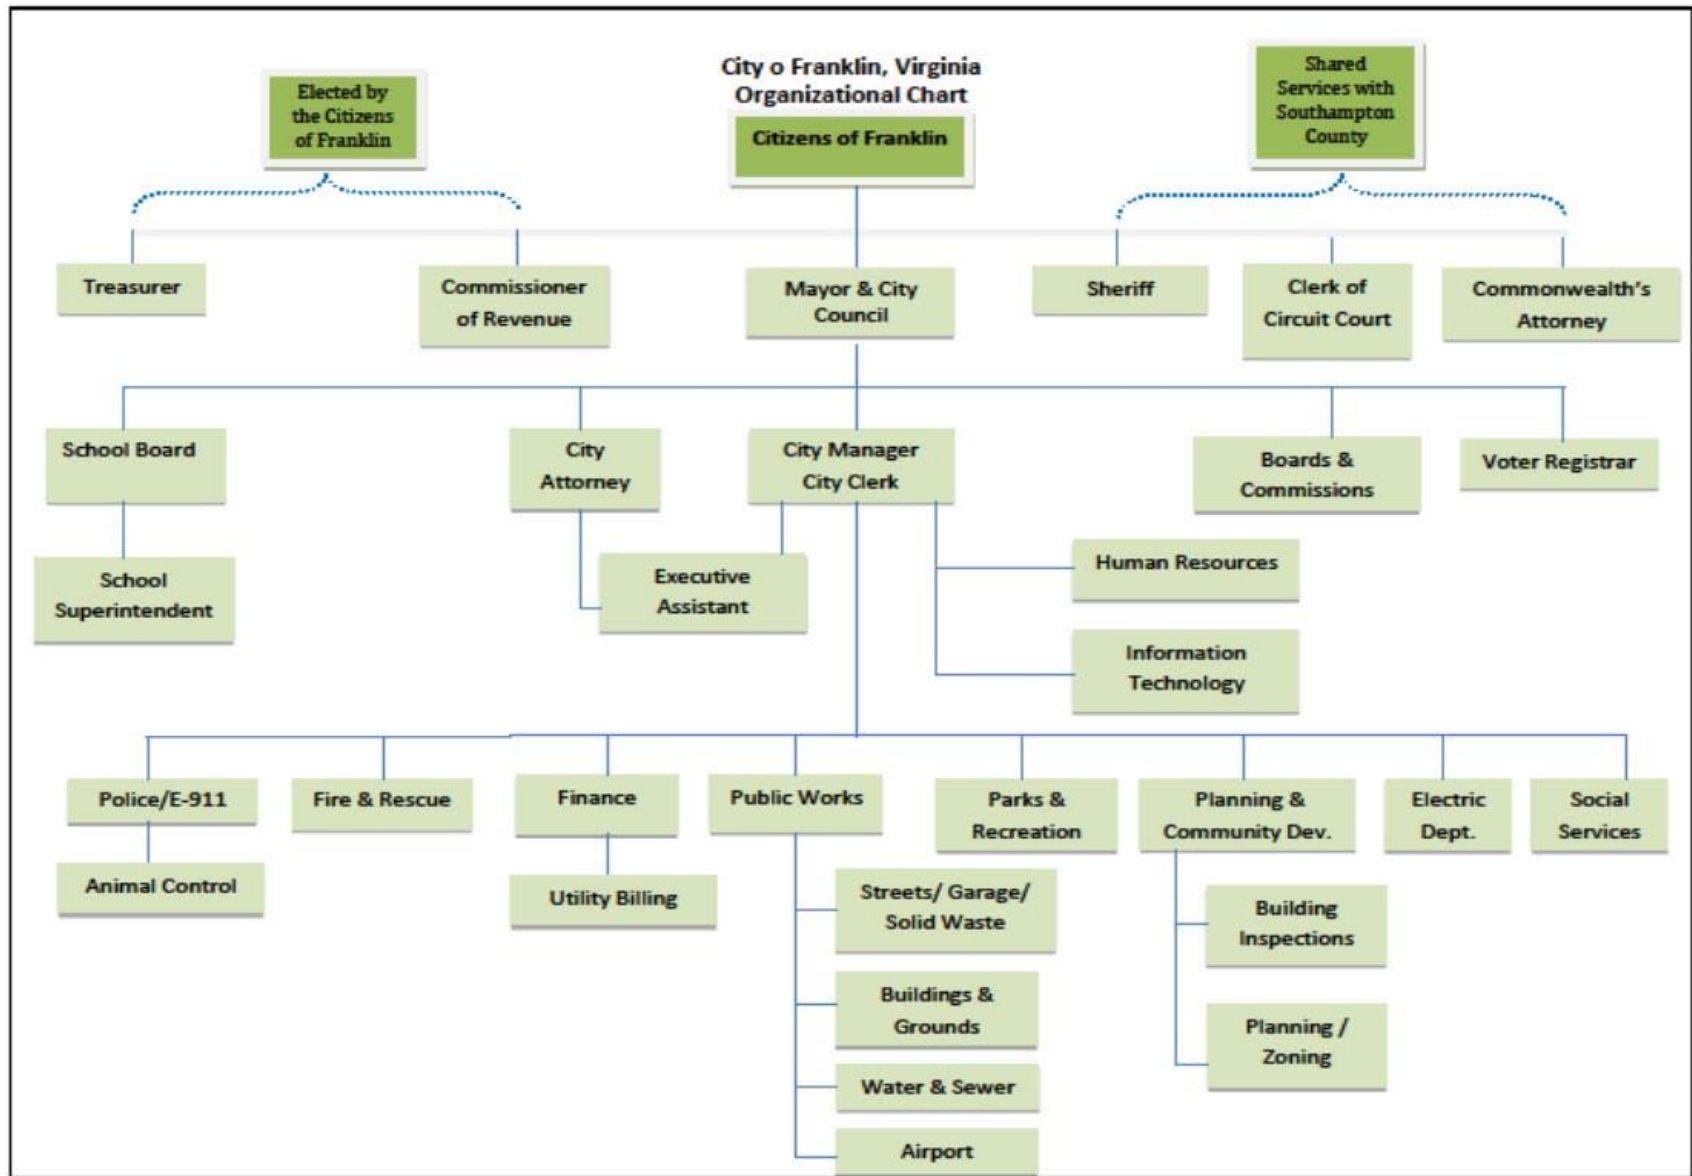 City o Franklin, Virginia
Organizational Chart
Elected by
the Citizens
of Franklin
Citizens of Franklin
Shared
Services with
Southampton
County
Treasurer
Commissioner
of Revenue
Mayor & City
Council
Sheriff
Clerk of
Circuit Court
Commonwealth's
Attorney
School Board
City
Attorney
City Manager
City Clerk
Boards &
Commissions
Voter Registrar
School
Superintendent
Executive
Assistant
Human Resources
Information
Technology
Police/E-911
Fire & Rescue
Finance
Public Works
Parks &
Recreation
Planning &
Community Dev.
Electric
Dept.
Social
Services
Animal Control
Utility Billing
Streets/ Garage/
Solid Waste
Buildings &
Grounds
Water & Sewer
Airport
Building
Inspections
Planning /
Zoning